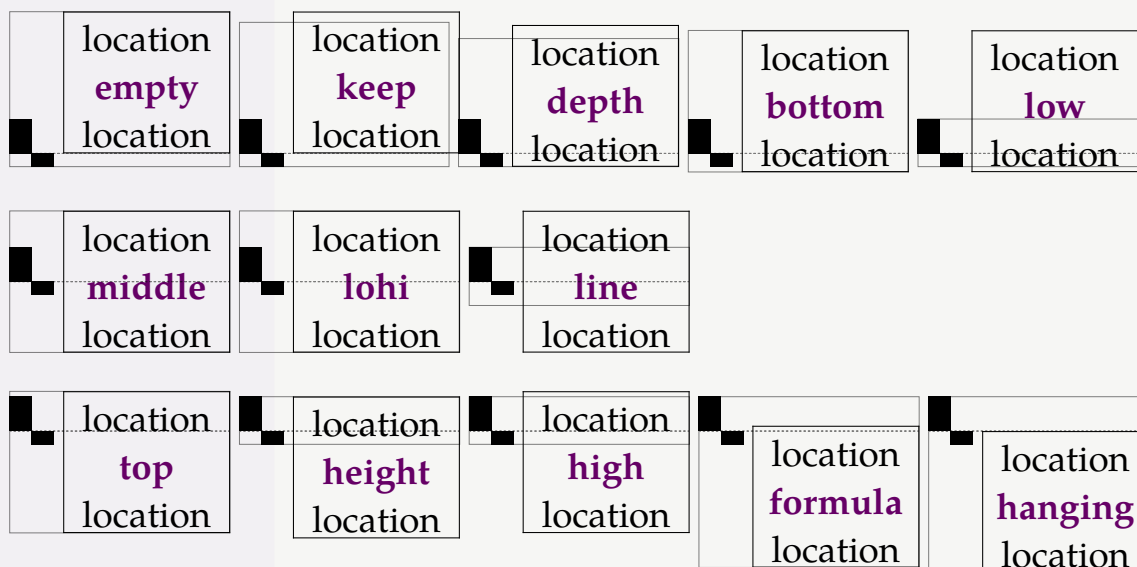 location location location location location
empty keep depth bottom low
location location location location location
location location location
middle lohi line
location location location
location location location
top height high location location
location location location formula hanging
location location